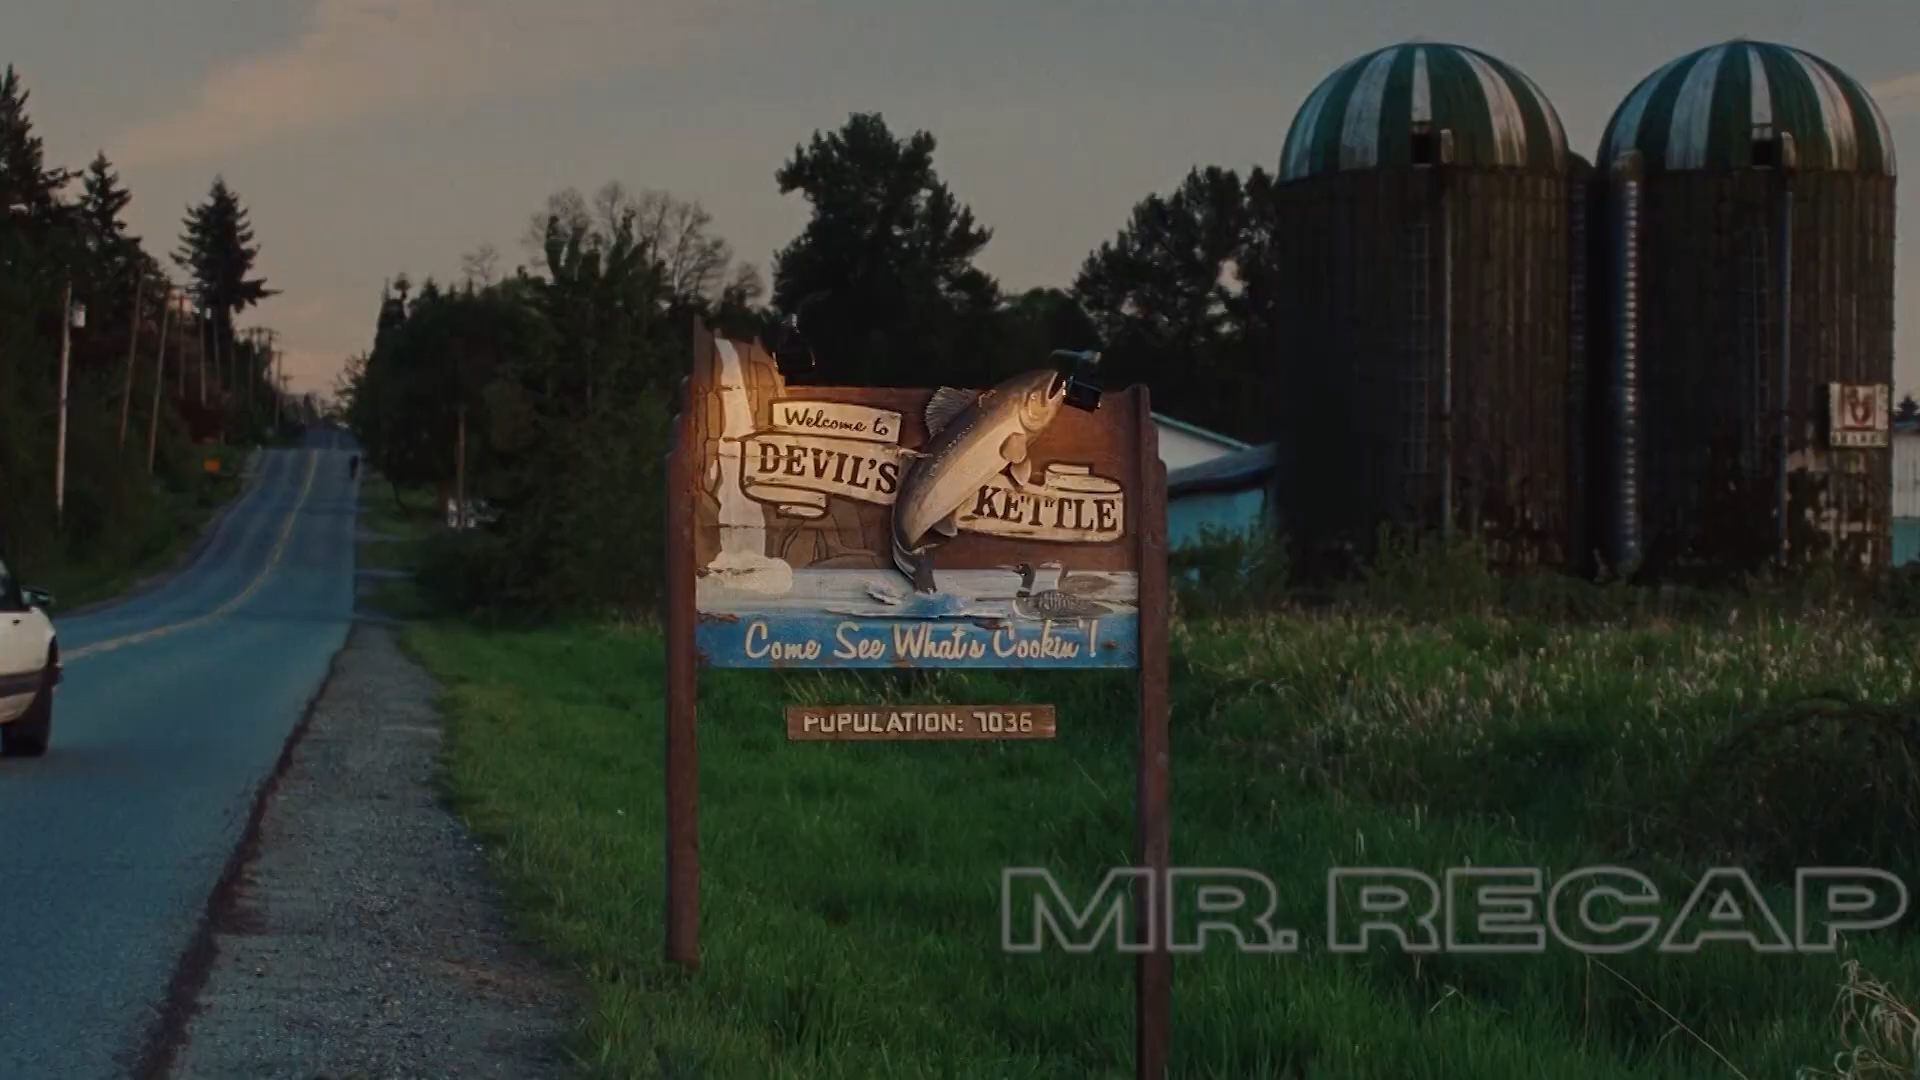 Welcome to
DEVIL'S
KETTLE
Come See What's Cookin'!
POPULATION: 7036
MR. RECAP